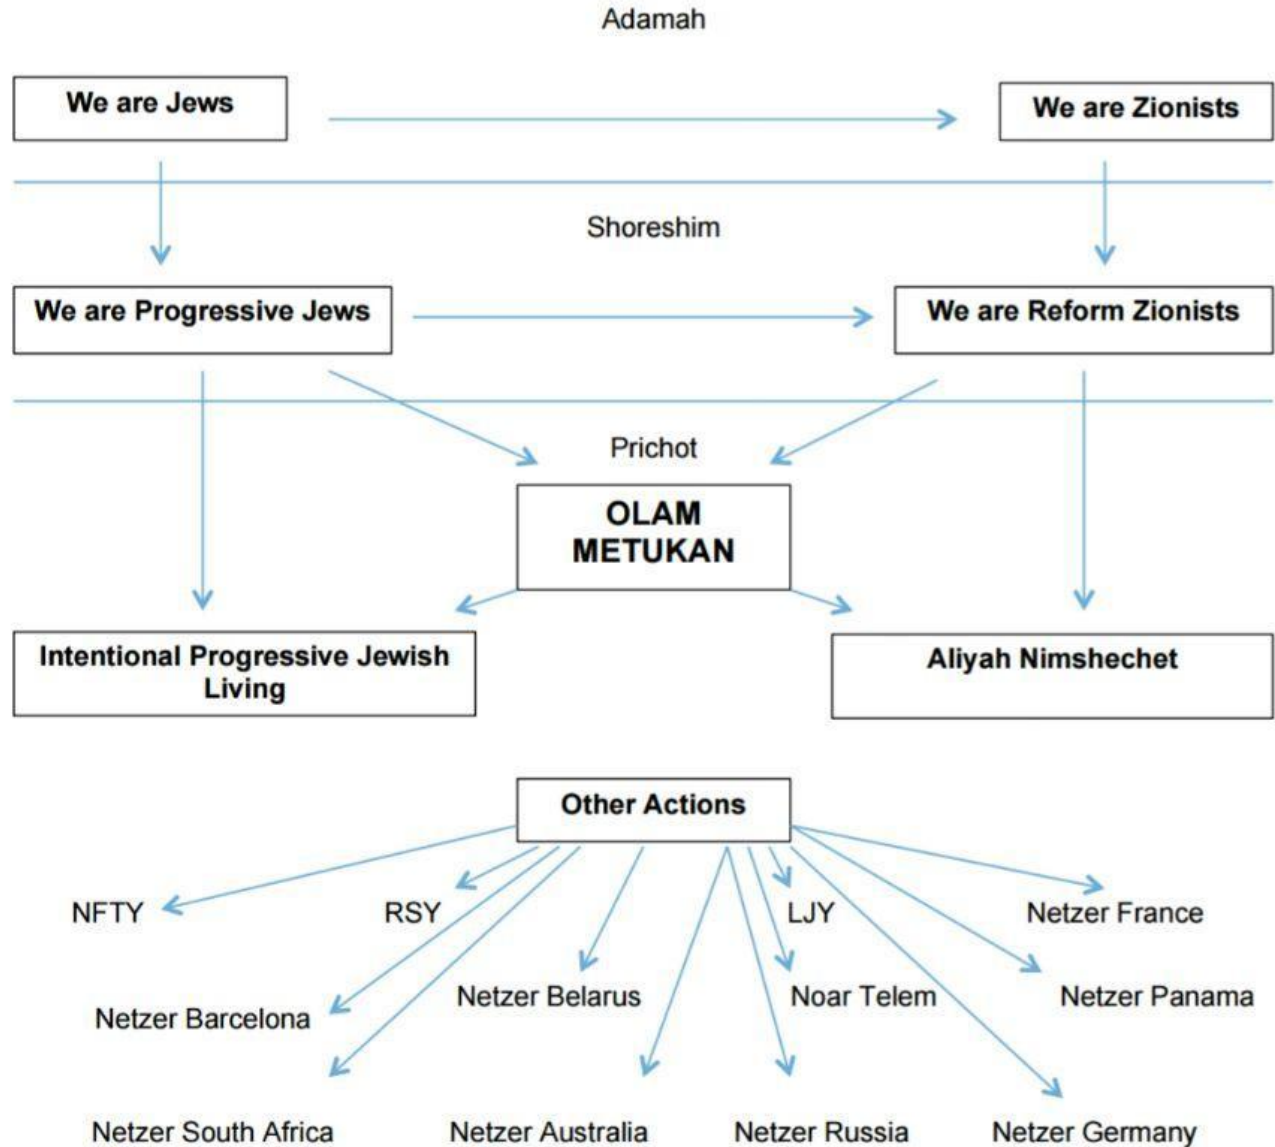 Adamah
We are Jews
We are Zionists
Shoreshim
We are Progressive Jews
We are Reform Zionists
Prichot
OLAM
METUKAN
Intentional Progressive Jewish
Living
Aliyah Nimshechet
Other Actions
NFTY
RSY
LJY
Netzer France
Netzer Barcelona
Netzer Belarus
Noar Telem
Netzer Panama
Netzer South Africa
Netzer Australia
Netzer Russia
Netzer Germany